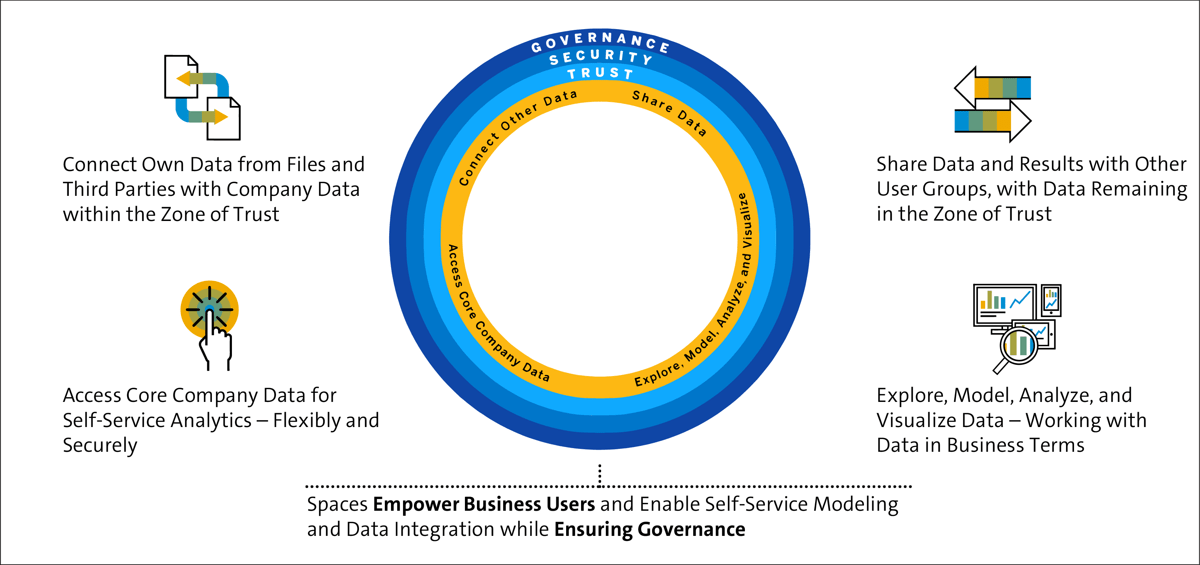 GOVERNANCE
SECURITY
TRUST
Connect Other Data
Share Data
Access Core Company Data
Explore, Model, Analyze, and Visualize
Connect Own Data from Files and
Third Parties with Company Data
within the Zone of Trust
Share Data and Results with Other
User Groups, with Data Remaining
in the Zone of Trust
Access Core Company Data for
Self-Service Analytics – Flexibly and
Securely
Explore, Model, Analyze, and
Visualize Data – Working with
Data in Business Terms
Spaces Empower Business Users and Enable Self-Service Modeling
and Data Integration while Ensuring Governance